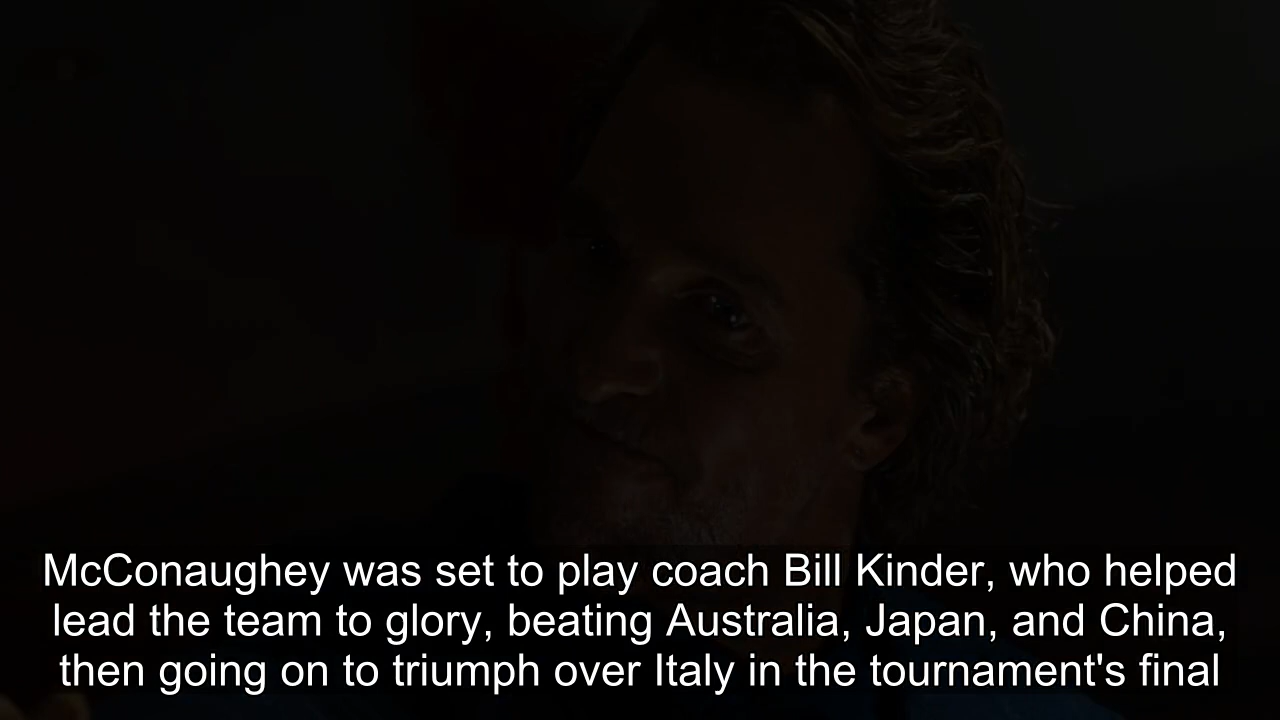 McConaughey was set to play coach Bill Kinder, who helped
lead the team to glory, beating Australia, Japan, and China,
then going on to triumph over Italy in the tournament's final